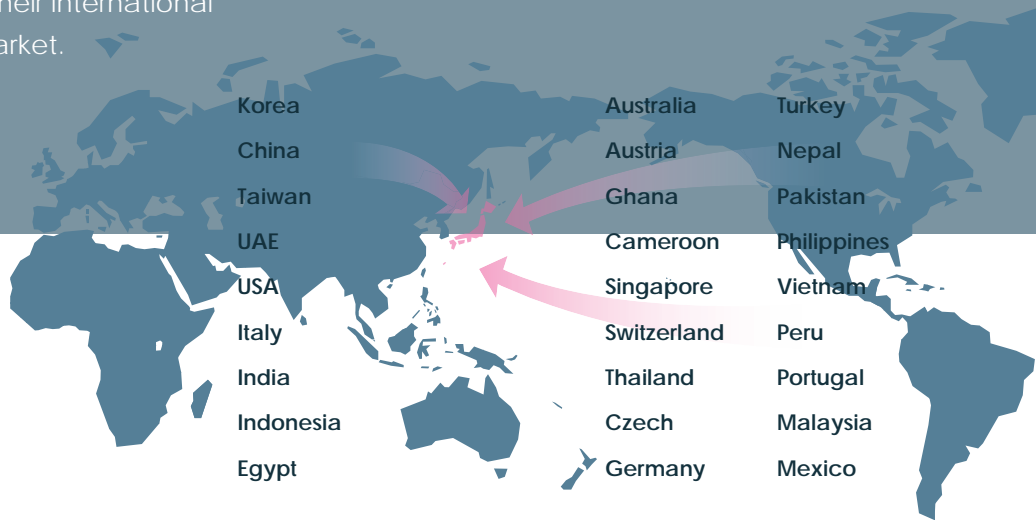 their international
market.
Korea
China
Taiwan
UAE
USA
Italy
India
Indonesia
Egypt
Australia
Austria
Ghana
Cameroon
Singapore
Switzerland
Thailand
Czech
Germany
Turkey
Nepal
Pakistan
Philippines
Vietnam
Peru
Portugal
Malaysia
Mexico